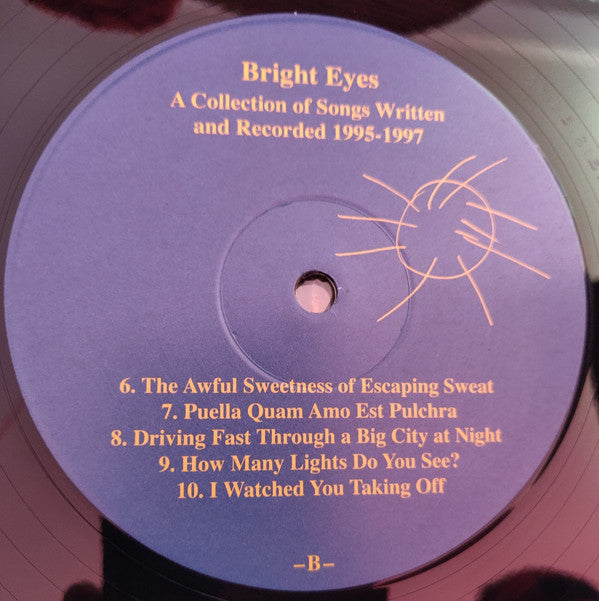 Bright Eyes
A Collection of Songs Written
and Recorded 1995-1997
6. The Awful Sweetness of Escaping Sweat
7. Puella Quam Amo Est Pulchra
8. Driving Fast Through a Big City at Night
9. How Many Lights Do You See?
10. I Watched You Taking Off
–B–